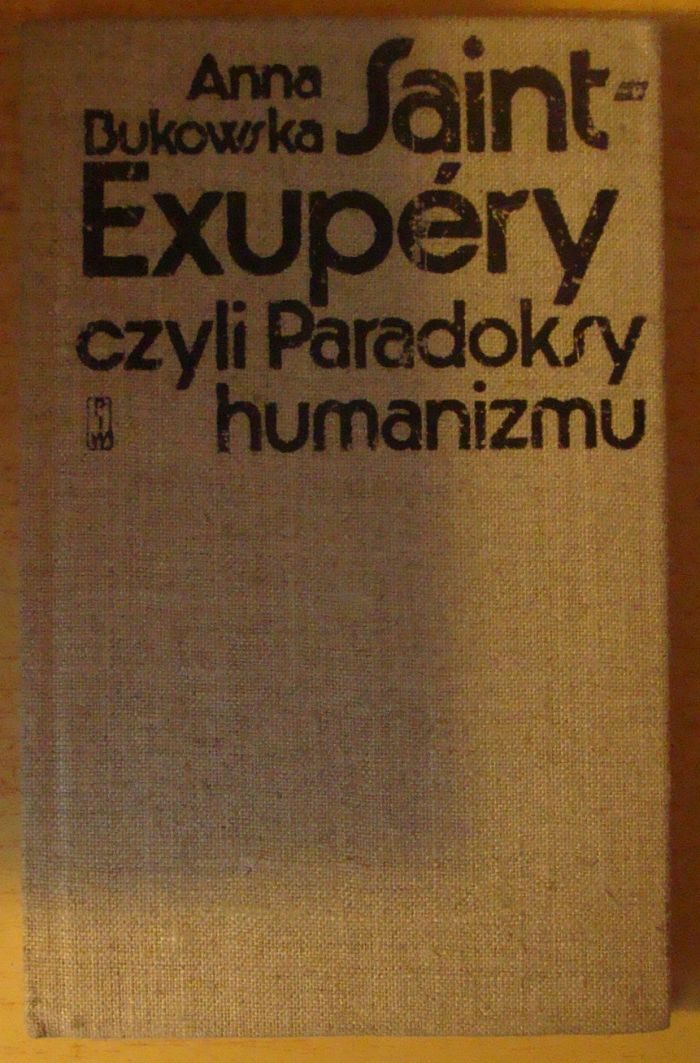 Anna
Bukowska
Saint-
Exupéry
czyli Paradoksy
humanizmu